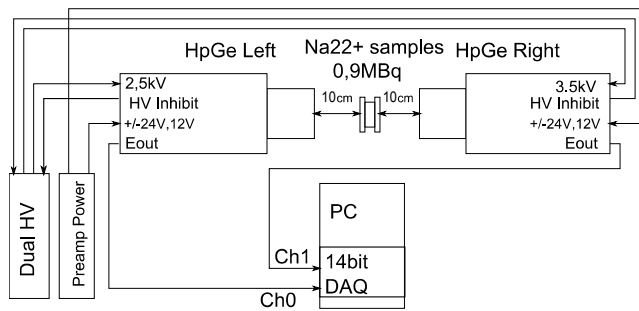 HpGe Left
Na22+ samples
0,9MBq
HpGe Right
2,5kV
HV Inhibit
+/-24V,12V
Eout
10cm
10cm
3.5kV
HV Inhibit
+/-24V,12V
Eout
Dual HV
Preamp Power
PC
Ch1
14bit
DAQ
Ch0